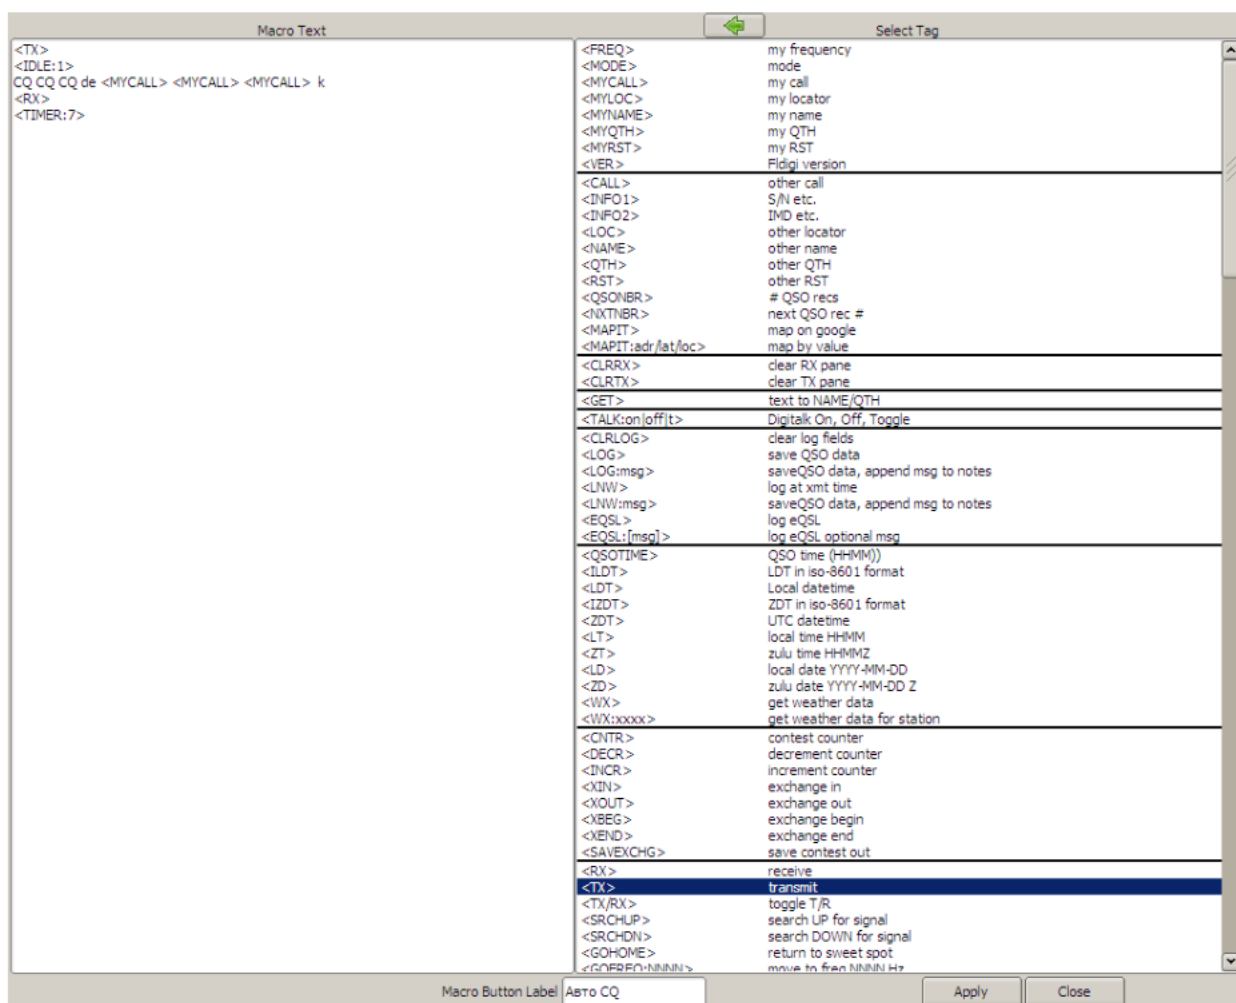 Macro Text
Select Tag
<TX>
<IDLE:1>
CQ CQ CQ de <MYCALL> <MYCALL> <MYCALL> k
<RX>
<TIMER:7>
<FREQ> my frequency
<MODE> mode
<MYCALL> my call
<MYLOC> my locator
<MYNAME> my name
<MYQTH> my QTH
<MYRST> my RST
<VER> Fldigi version
<CALL> other call
<INFO1> S/N etc.
<INFO2> IMD etc.
<LOC> other locator
<NAME> other name
<QTH> other QTH
<RST> other RST
<QSONBR> # QSO recs
<NXTNBR> next QSO rec #
<MAPIT> map on google
<MAPIT:adr/lat/loc> map by value
<CLRRX> clear RX pane
<CLRTX> clear TX pane
<GET> text to NAME/QTH
<TALK:on|off|t> Digitalk On, Off, Toggle
<CLRLOG> clear log fields
<LOG> save QSO data
<LOG:msg> saveQSO data, append msg to notes
<LNW> log at xmt time
<LNW:msg> saveQSO data, append msg to notes
<EQSL> log eQSL
<EQSL:[msg]> log eQSL optional msg
<QSOTIME> QSO time (HHMM))
<ILDT> LDT in iso-8601 format
<LDT> Local datetime
<IZDT> ZDT in iso-8601 format
<ZDT> UTC datetime
<LT> local time HHMM
<ZT> zulu time HHMMZ
<LD> local date YYYY-MM-DD
<ZD> zulu date YYYY-MM-DD Z
<WX> get weather data
<WX:xxxx> get weather data for station
<CNTR> contest counter
<DECR> decrement counter
<INCR> increment counter
<XIN> exchange in
<XOUT> exchange out
<XBEG> exchange begin
<XEND> exchange end
<SAVEXCHG> save contest out
<RX> receive
<TX> transmit
<TX/RX> toggle T/R
<SRCHUP> search UP for signal
<SRCHDN> search DOWN for signal
<GOHOME> return to sweet spot
<GOFREQ:NNNN> move to freq NNNN Hz
Macro Button Label Авто CQ Apply Close